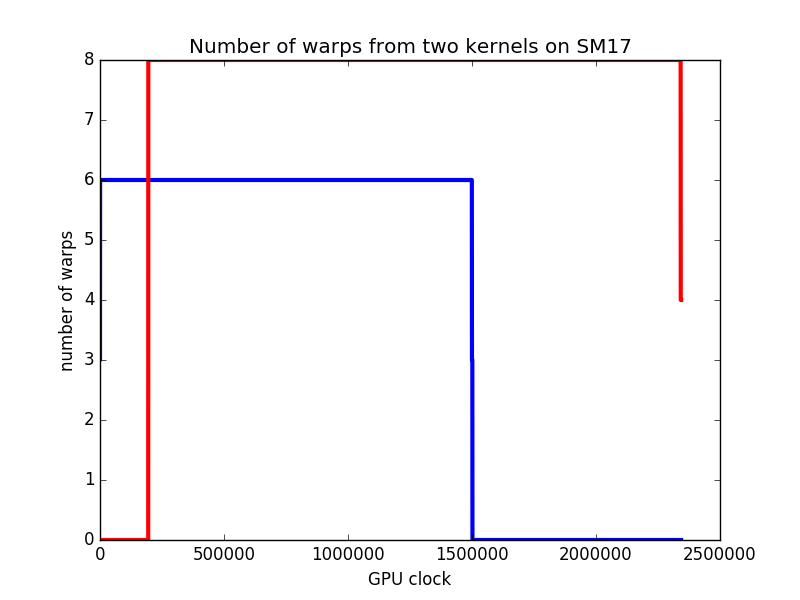 Number of warps from two kernels on SM17
8
7
6
5
4
3
2
1
0
number of warps
0 500000 1000000 1500000 2000000 2500000
GPU clock